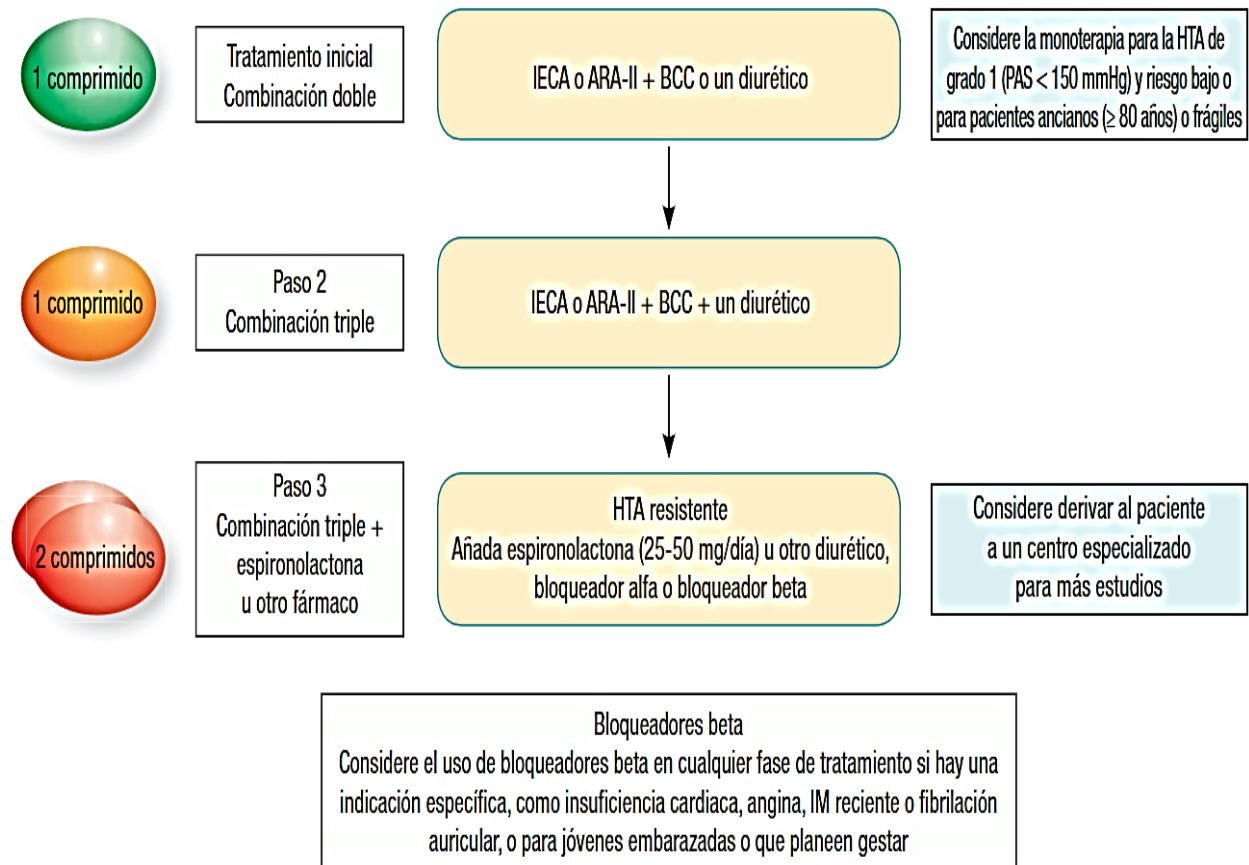 1 comprimido
Tratamiento inicial
Combinación doble
IECA o ARA-II + BCC o un diurético
Considere la monoterapia para la HTA de
grado 1 (PAS < 150 mmHg) y riesgo bajo o
para pacientes ancianos (≥ 80 años) o frágiles
1 comprimido
Paso 2
Combinación triple
IECA o ARA-II + BCC + un diurético
2 comprimidos
Paso 3
Combinación triple +
espironolactona
u otro fármaco
HTA resistente
Añada espironolactona (25-50 mg/día) u otro diurético,
bloqueador alfa o bloqueador beta
Considere derivar al paciente
a un centro especializado
para más estudios
Bloqueadores beta
Considere el uso de bloqueadores beta en cualquier fase de tratamiento si hay una
indicación específica, como insuficiencia cardiaca, angina, IM reciente o fibrilación
auricular, o para jóvenes embarazadas o que planeen gestar